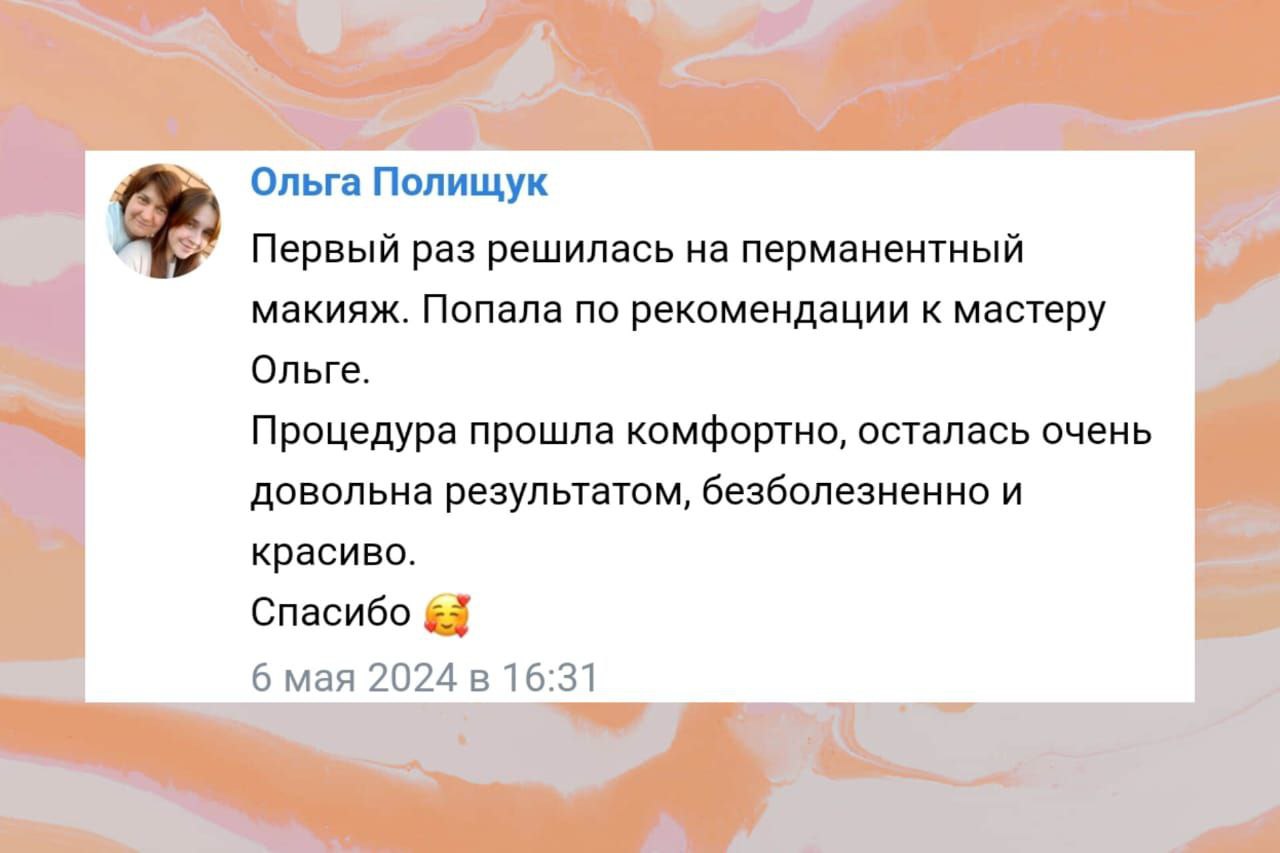 Ольга Полищук
Первый раз решилась на перманентный
макияж. Попала по рекомендации к мастеру
Ольге.
Процедура прошла комфортно, осталась очень
довольна результатом, безболезненно и
красиво.
Спасибо 🥰
6 мая 2024 в 16:31